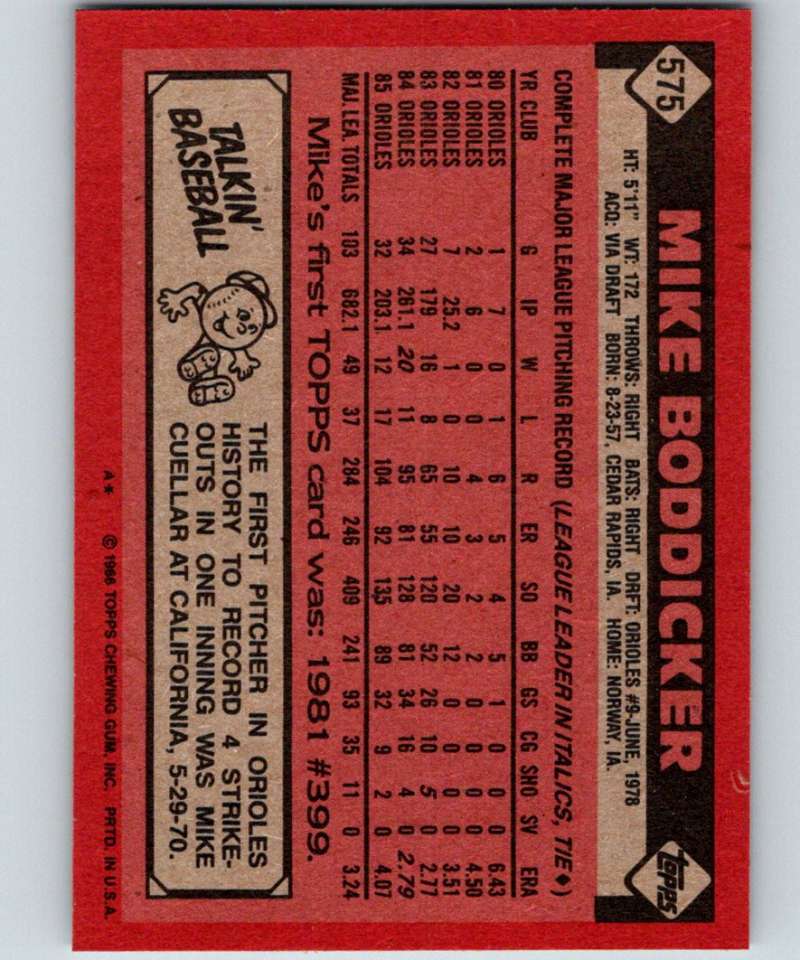 575
MIKE BODDICKER
TOPPS
HT: 5'11" WT: 172 THROWS: RIGHT BATS: RIGHT DRFT: ORIOLES #9-JUNE, 1978
ACQ: VIA DRAFT BORN: 8-23-57, CEDAR RAPIDS, IA. HOME: NORWAY, IA.
COMPLETE MAJOR LEAGUE PITCHING RECORD (LEAGUE LEADER IN ITALICS, TIE♦)
YR CLUB G IP W L R ER SO BB GS CG SHO SV ERA
80 ORIOLES 1 7 0 1 6 5 4 5 1 0 0 0 6.43
81 ORIOLES 2 6 0 0 4 3 2 2 0 0 0 0 4.50
82 ORIOLES 7 25.2 1 0 10 10 20 12 0 0 0 0 3.51
83 ORIOLES 27 179 16 8 65 55 120 52 26 10 5 0 2.77
84 ORIOLES 34 261.1 20 11 95 81 128 81 34 16 4 0 2.79
85 ORIOLES 32 203.1 12 17 104 92 135 89 32 9 2 0 4.07
MAJ. LEA. TOTALS 103 682.1 49 37 284 246 409 241 93 35 11 0 3.24
Mike's first TOPPS card was: 1981 #399.
TALKIN'
BASEBALL
THE FIRST PITCHER IN ORIOLES
HISTORY TO RECORD 4 STRIKE-
OUTS IN ONE INNING WAS MIKE
CUELLAR AT CALIFORNIA, 5-29-70.
A* © 1986 TOPPS CHEWING GUM, INC. PRTD. IN U.S.A.